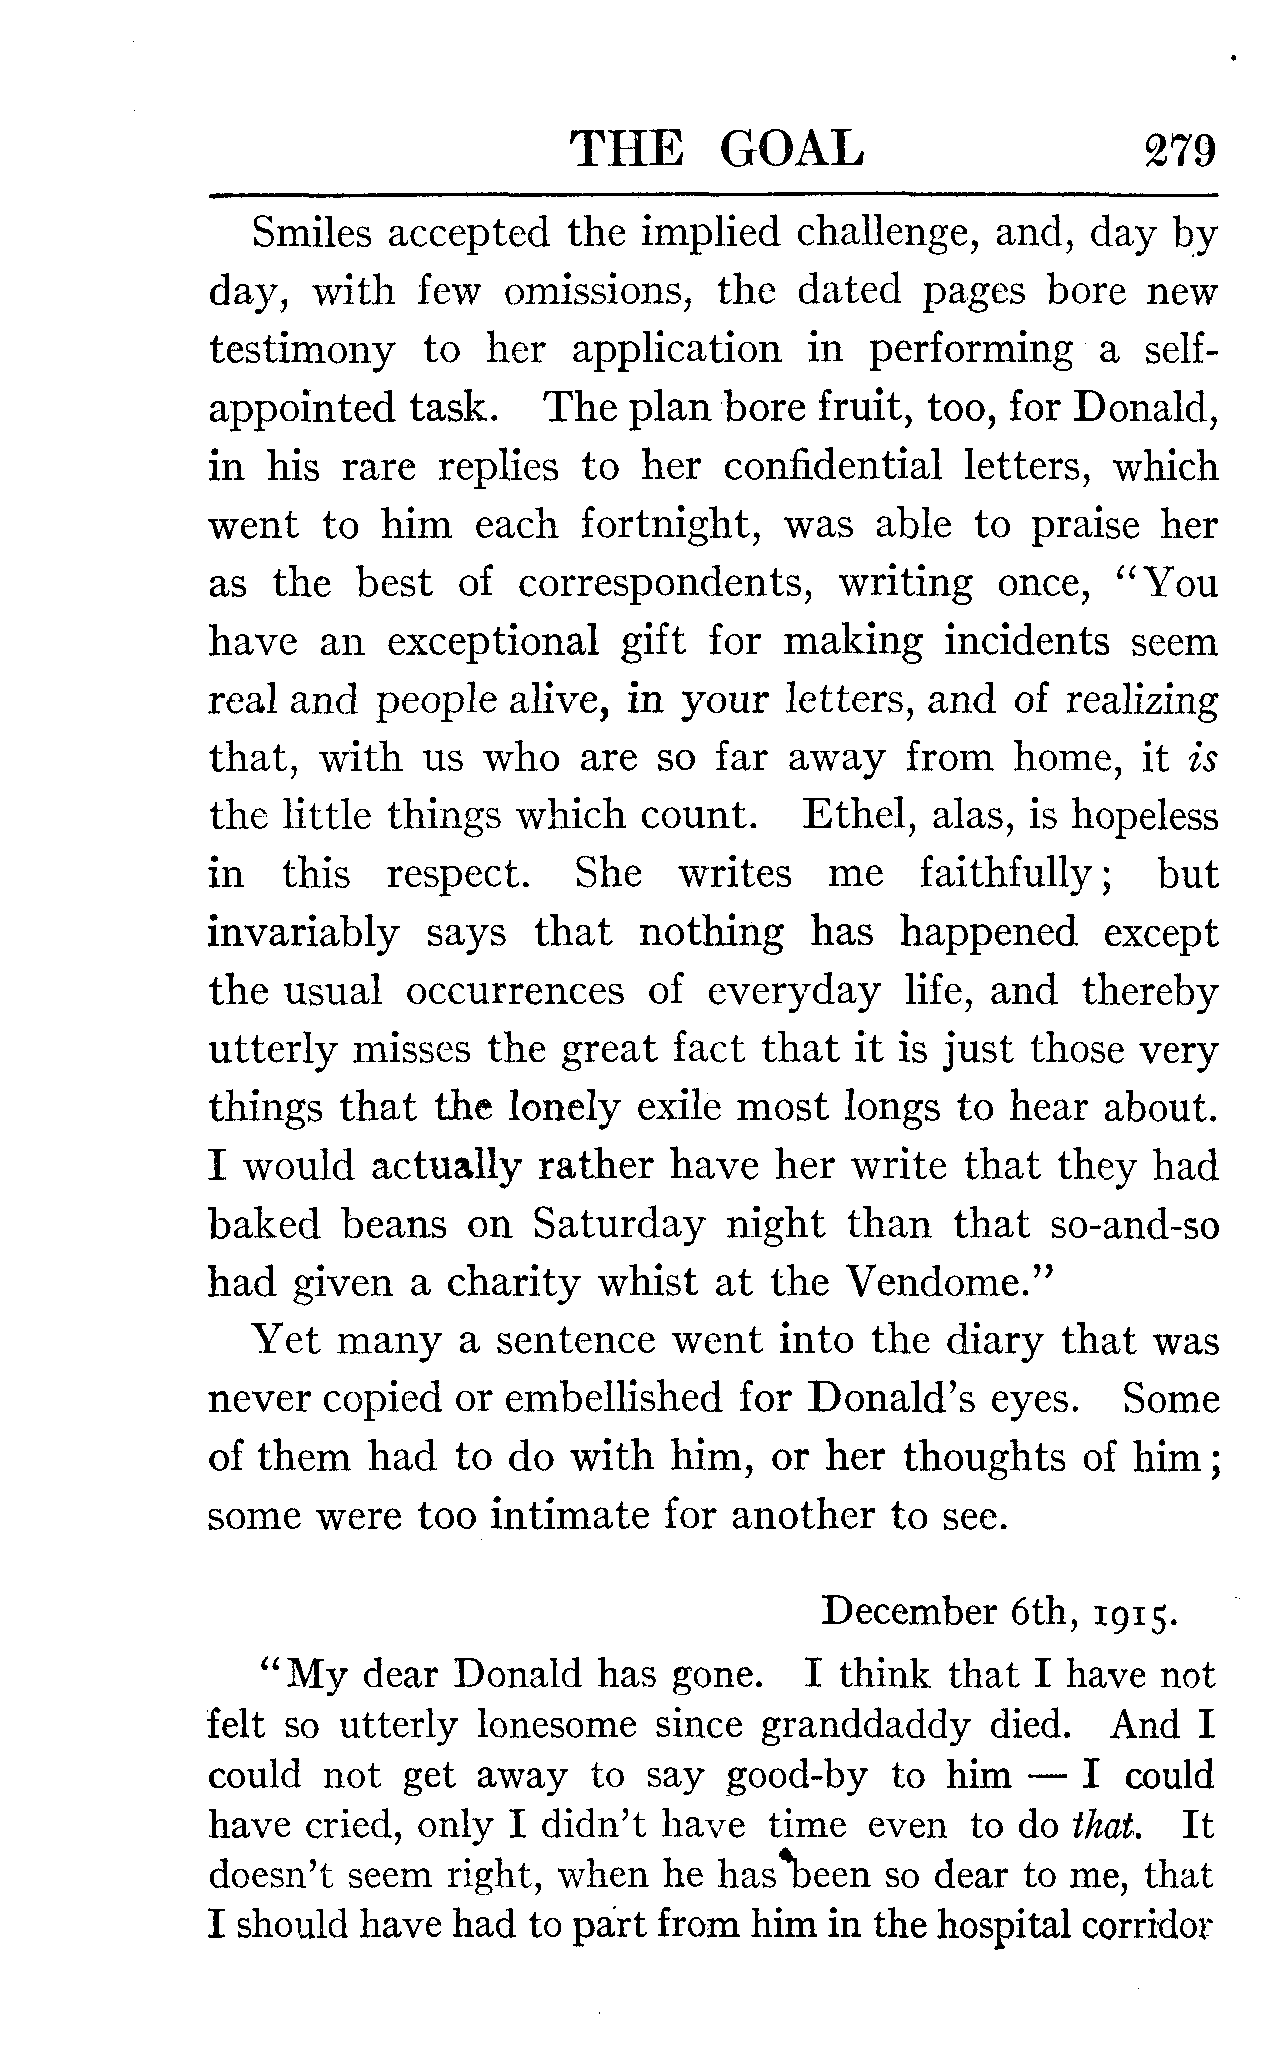 THE GOAL 279
Smiles accepted the implied challenge, and, day by
day, with few omissions, the dated pages bore new
testimony to her application in performing a self-
appointed task. The plan bore fruit, too, for Donald,
in his rare replies to her confidential letters, which
went to him each fortnight, was able to praise her
as the best of correspondents, writing once, "You
have an exceptional gift for making incidents seem
real and people alive, in your letters, and of realizing
that, with us who are so far away from home, it is
the little things which count. Ethel, alas, is hopeless
in this respect. She writes me faithfully; but
invariably says that nothing has happened except
the usual occurrences of everyday life, and thereby
utterly misses the great fact that it is just those very
things that the lonely exile most longs to hear about.
I would actually rather have her write that they had
baked beans on Saturday night than that so-and-so
had given a charity whist at the Vendome."
Yet many a sentence went into the diary that was
never copied or embellished for Donald's eyes. Some
of them had to do with him, or her thoughts of him;
some were too intimate for another to see.
December 6th, 1915.
"My dear Donald has gone. I think that I have not
felt so utterly lonesome since granddaddy died. And I
could not get away to say good-by to him — I could
have cried, only I didn't have time even to do that. It
doesn't seem right, when he has been so dear to me, that
I should have had to part from him in the hospital corridor